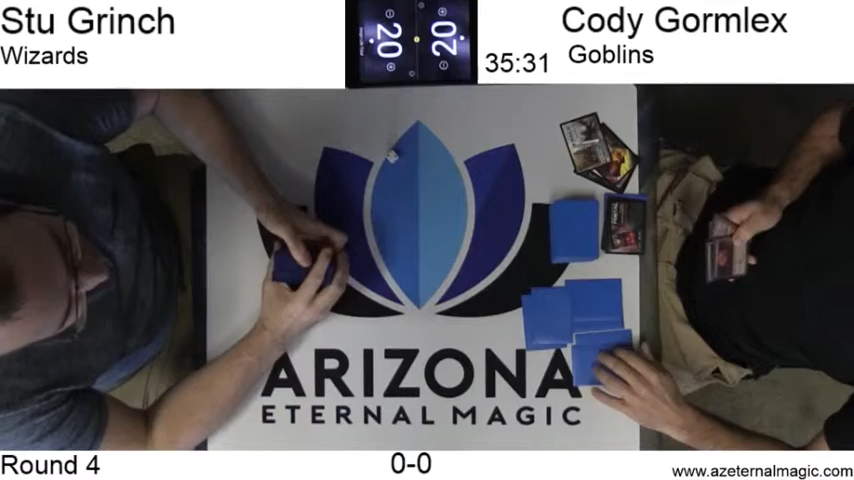 Stu Grinch
Wizards
20
20
35:31
Cody Gormlex
Goblins
ARIZONA
ETERNAL MAGIC
Round 4
0-0
www.azeternalmagic.com